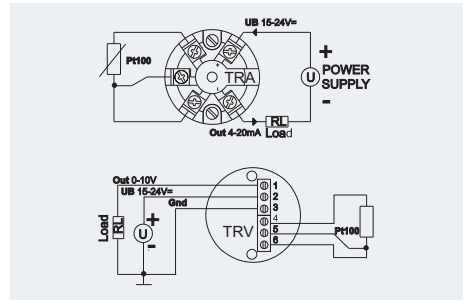 UB 15-24V=
Pt100
+
TRA
U
POWER
SUPPLY
-
RL
Out 4-20mA
Load
Out 0-10V
UB 15-24V=
Gnd
1
2
3
4
5
6
TRV
Load
RL
U
+
-
Pt100